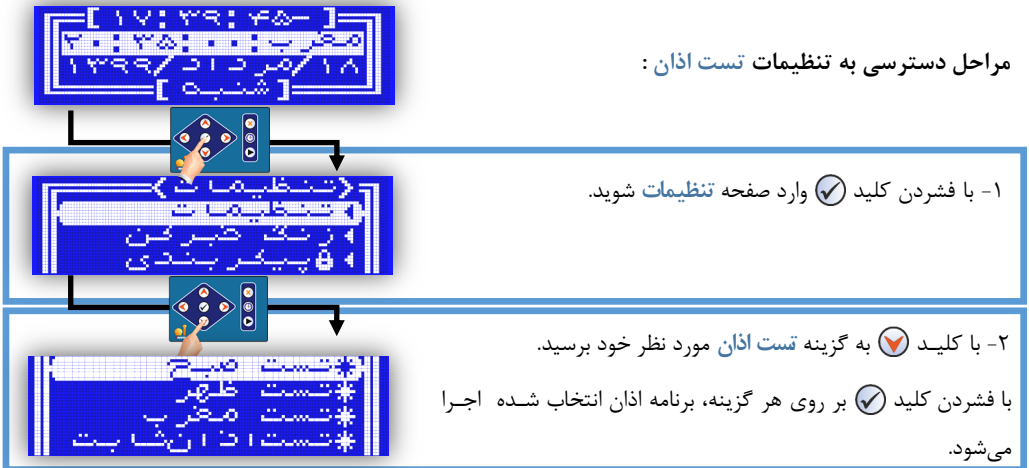 [ ۱۷:۳۹:۴۵- ]
مغرب:۲۰:۳۵:۰۰
۱۸/مرداد/۱۳۹۹
[ شنبه ]
مراحل دسترسی به تنظیمات تست اذان :
۱- با فشردن کلید وارد صفحه تنظیمات شوید.
تنظیمات
تنظیمات
زنگ خبرکن
پیکربندی
۲- با کلیـد به گزینه تست اذان مورد نظر خود برسید.
با فشردن کلید بر روی هر گزینه، برنامه اذان انتخاب شـده اجـرا
می‌شود.
*تست صبح
*تست ظهر
*تست مغرب
*تست اذان ثابت